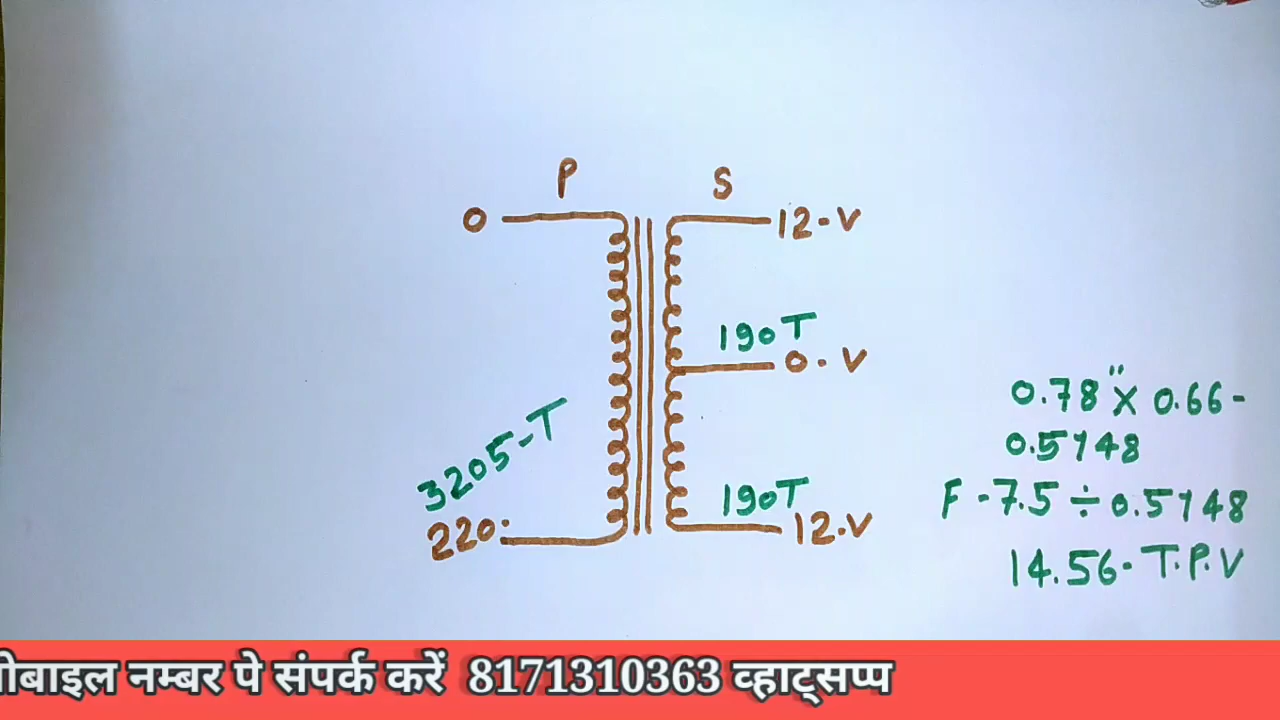 P S
0 12-V
190T
0.V
3205-T
220
190T
12.V
0.78" X 0.66-
0.5148
F-7.5 ÷ 0.5148
14.56-T.P.V
नम्बर पे संपर्क करें 8171310363 व्हाट्सप्प